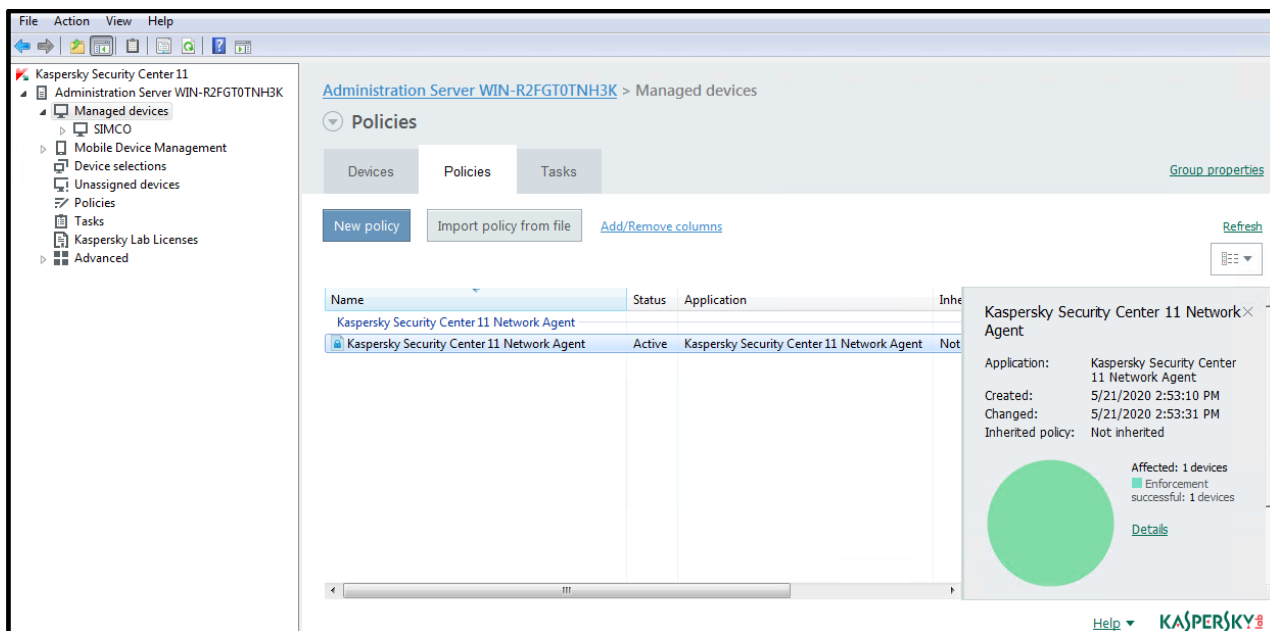 File Action View Help
Kaspersky Security Center 11
Administration Server WIN-R2FGT0TNH3K
Managed devices
SIMCO
Mobile Device Management
Device selections
Unassigned devices
Policies
Tasks
Kaspersky Lab Licenses
Advanced
Administration Server WIN-R2FGT0TNH3K > Managed devices
Policies
Devices Policies Tasks
Group properties
New policy Import policy from file Add/Remove columns
Refresh
Name Status Application Inhe
Kaspersky Security Center 11 Network Agent
Kaspersky Security Center 11 Network Agent Active Kaspersky Security Center 11 Network Agent Not
Kaspersky Security Center 11 Network
Agent
Application: Kaspersky Security Center
11 Network Agent
Created: 5/21/2020 2:53:10 PM
Changed: 5/21/2020 2:53:31 PM
Inherited policy: Not inherited
Affected: 1 devices
Enforcement
successful: 1 devices
Details
Help KASPERSKY lab